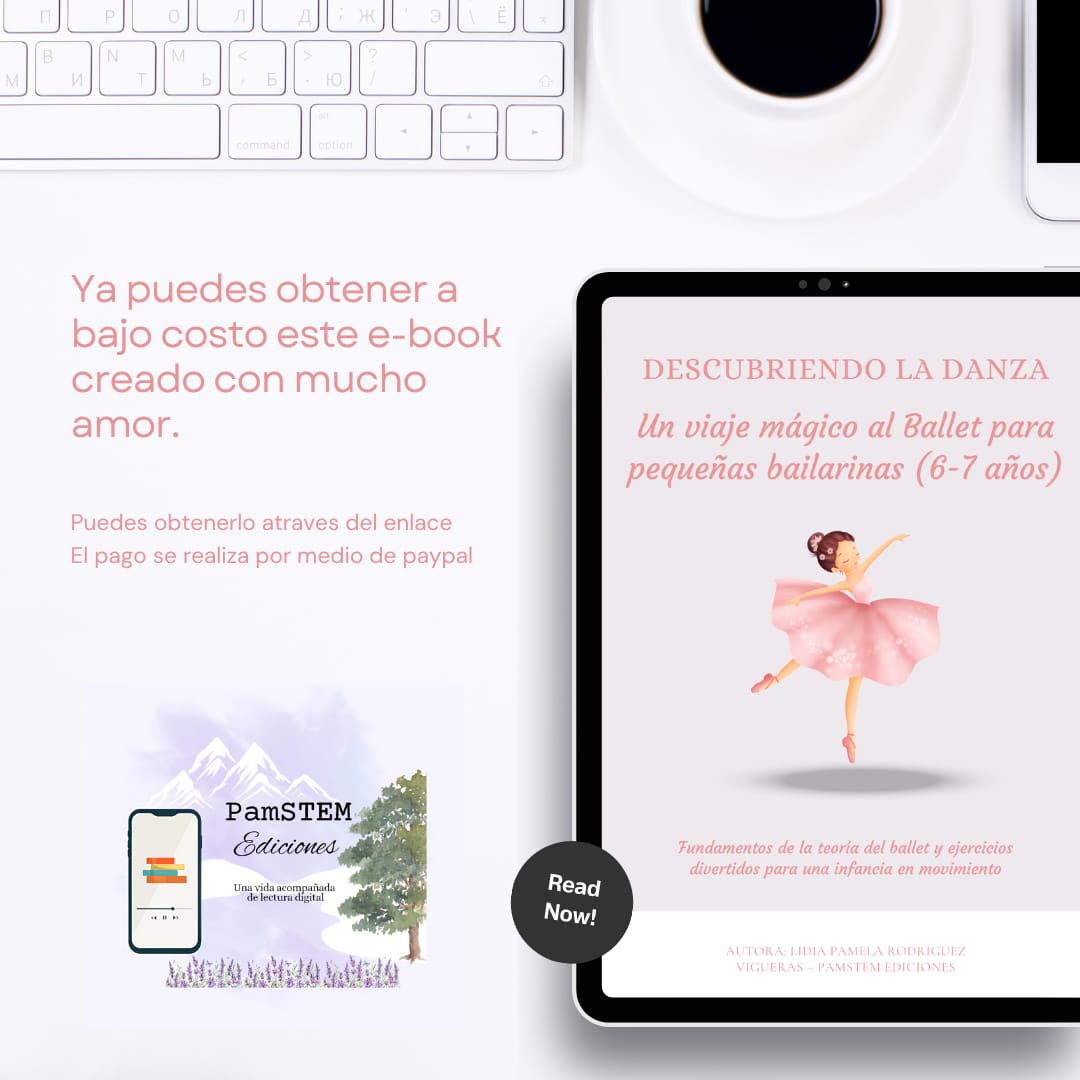 П Р О Л Д ; Ж Э \ Ё
М B И N Т M Ь < , Б > . Ю ? /
command alt option
Ya puedes obtener a
bajo costo este e-book
creado con mucho
amor.
Puedes obtenerlo atraves del enlace
El pago se realiza por medio de paypal
PamSTEM
Ediciones
Una vida acompañada
de lectura digital
Read
Now!
DESCUBRIENDO LA DANZA
Un viaje mágico al Ballet para
pequeñas bailarinas (6-7 años)
Fundamentos de la teoría del ballet y ejercicios
divertidos para una infancia en movimiento
AUTORA: LIDIA PAMELA RODRÍGUEZ
VIGUERAS – PAMSTEM EDICIONES